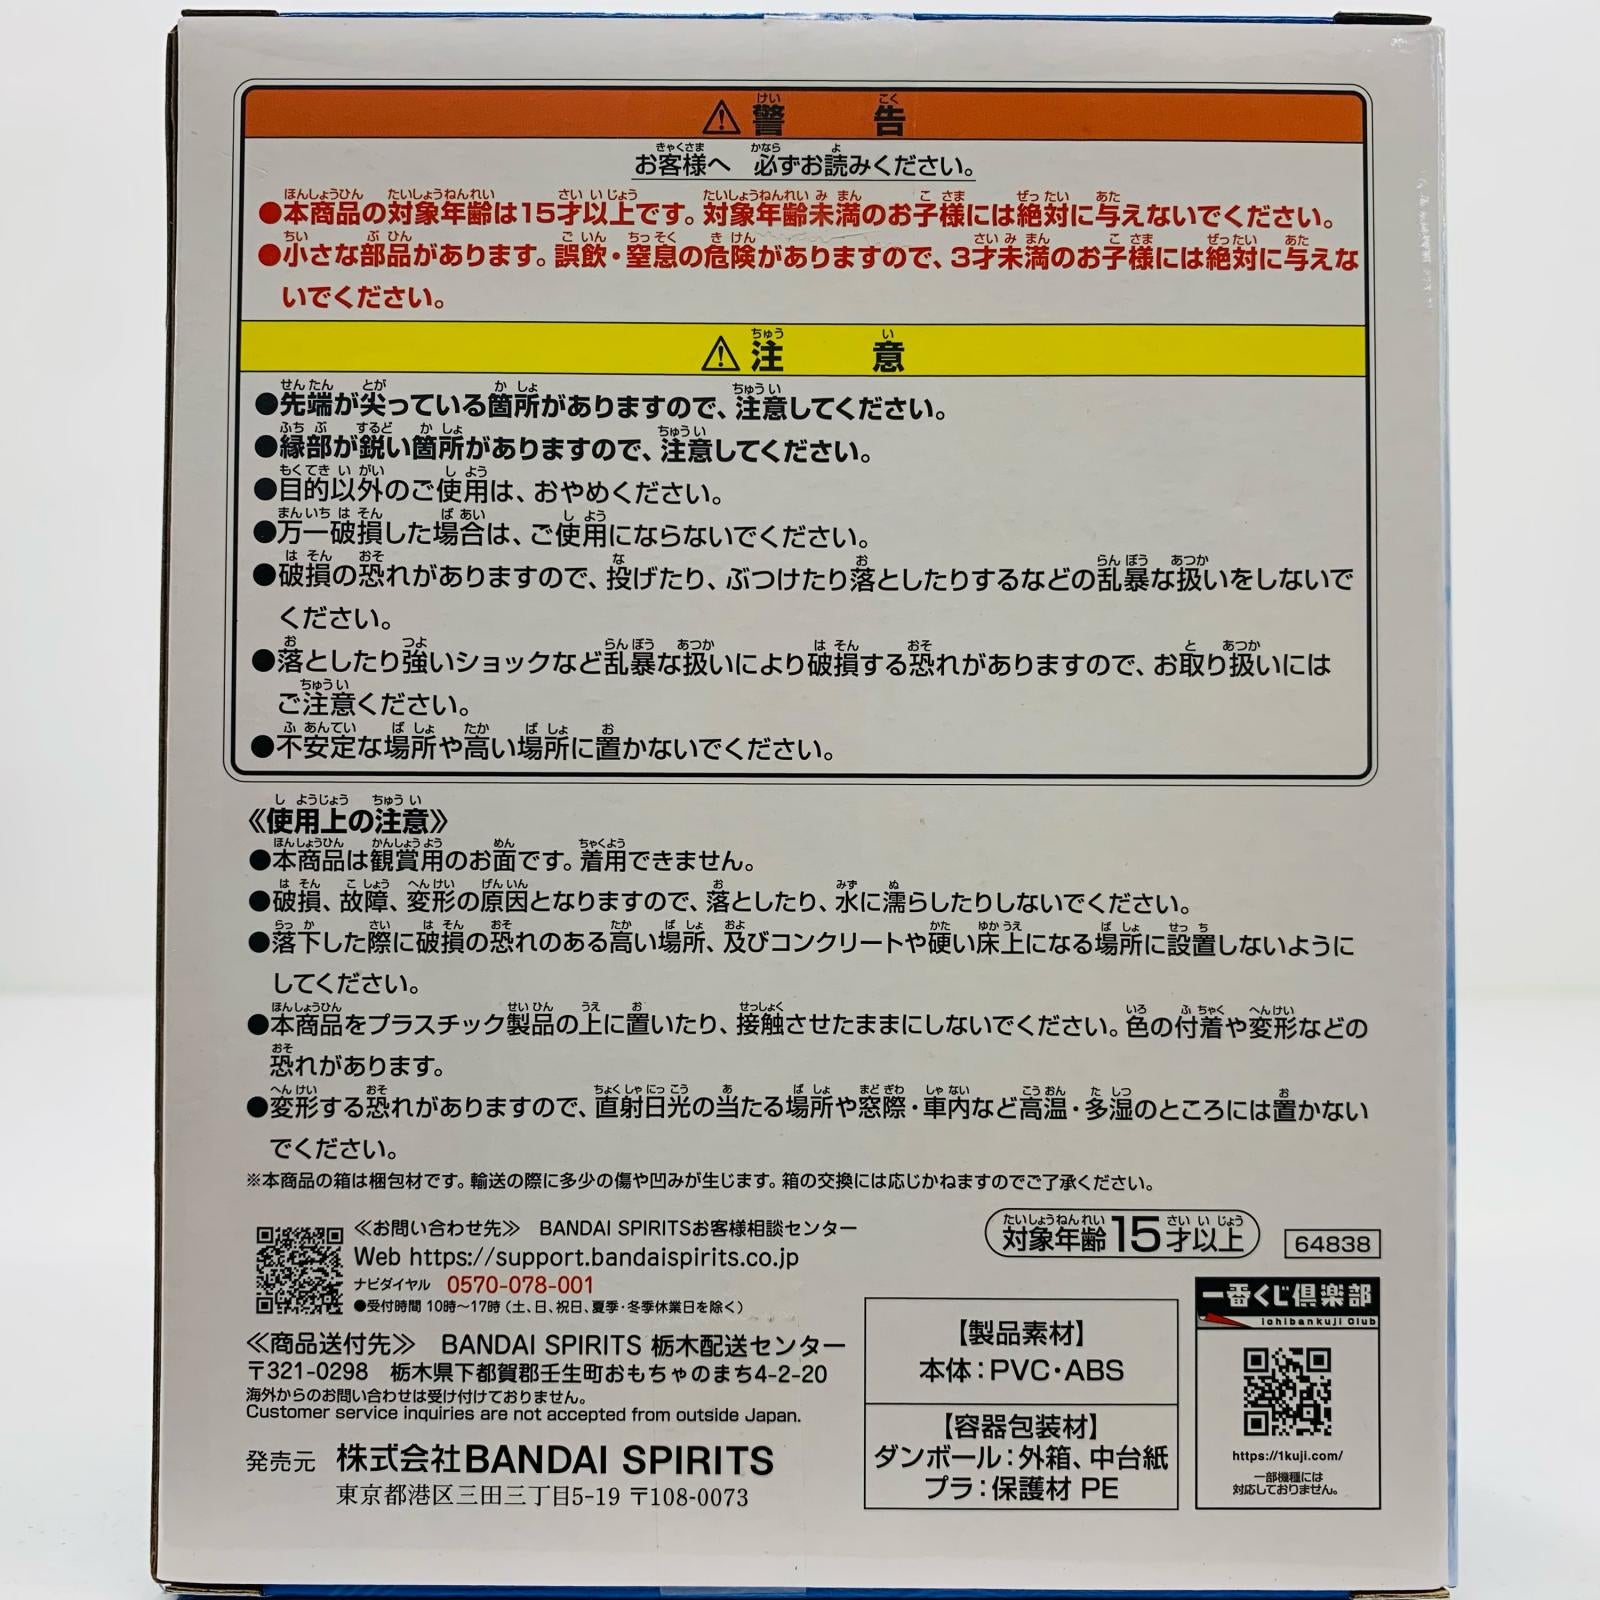 ⚠警告
お客様へ 必ずお読みください。
●本商品の対象年齢は15才以上です。対象年齢未満のお子様には絶対に与えないでください。
●小さな部品があります。誤飲・窒息の危険がありますので、3才未満のお子様には絶対に与えな
いでください。
⚠注意
●先端が尖っている箇所がありますので、注意してください。
●縁部が鋭い箇所がありますので、注意してください。
●目的以外のご使用は、おやめください。
●万一破損した場合は、ご使用にならないでください。
●破損の恐れがありますので、投げたり、ぶつけたり落としたりするなどの乱暴な扱いをしないで
ください。
●落としたり強いショックなど乱暴な扱いにより破損する恐れがありますので、お取り扱いには
ご注意ください。
●不安定な場所や高い場所に置かないでください。
《使用上の注意》
●本商品は観賞用のお面です。着用できません。
●破損、故障、変形の原因となりますので、落としたり、水に濡らしたりしないでください。
●落下した際に破損の恐れのある高い場所、及びコンクリートや硬い床上になる場所に設置しないように
してください。
●本商品をプラスチック製品の上に置いたり、接触させたままにしないでください。色の付着や変形などの
恐れがあります。
●変形する恐れがありますので、直射日光の当たる場所や窓際・車内など高温・多湿のところには置かない
でください。
※本商品の箱は梱包材です。輸送の際に多少の傷や凹みが生じます。箱の交換には応じかねますのでご了承ください。
≪お問い合わせ先≫ BANDAI SPIRITSお客様相談センター
Web https://support.bandaispirits.co.jp
ナビダイヤル 0570-078-001
●受付時間 10時～17時(土、日、祝日、夏季・冬季休業日を除く)
≪商品送付先≫ BANDAI SPIRITS 栃木配送センター
〒321-0298 栃木県下都賀郡壬生町おもちゃのまち4-2-20
海外からのお問い合わせは受け付けておりません。
Customer service inquiries are not accepted from outside Japan.
発売元 株式会社BANDAI SPIRITS
東京都港区三田三丁目5-19 〒108-0073
対象年齢15才以上
64838
【製品素材】
本体：PVC・ABS
【容器包装材】
ダンボール：外箱、中台紙
プラ：保護材 PE
一番くじ倶楽部
ichibankuji Club
https://1kuji.com/
一部機種には
対応しておりません。